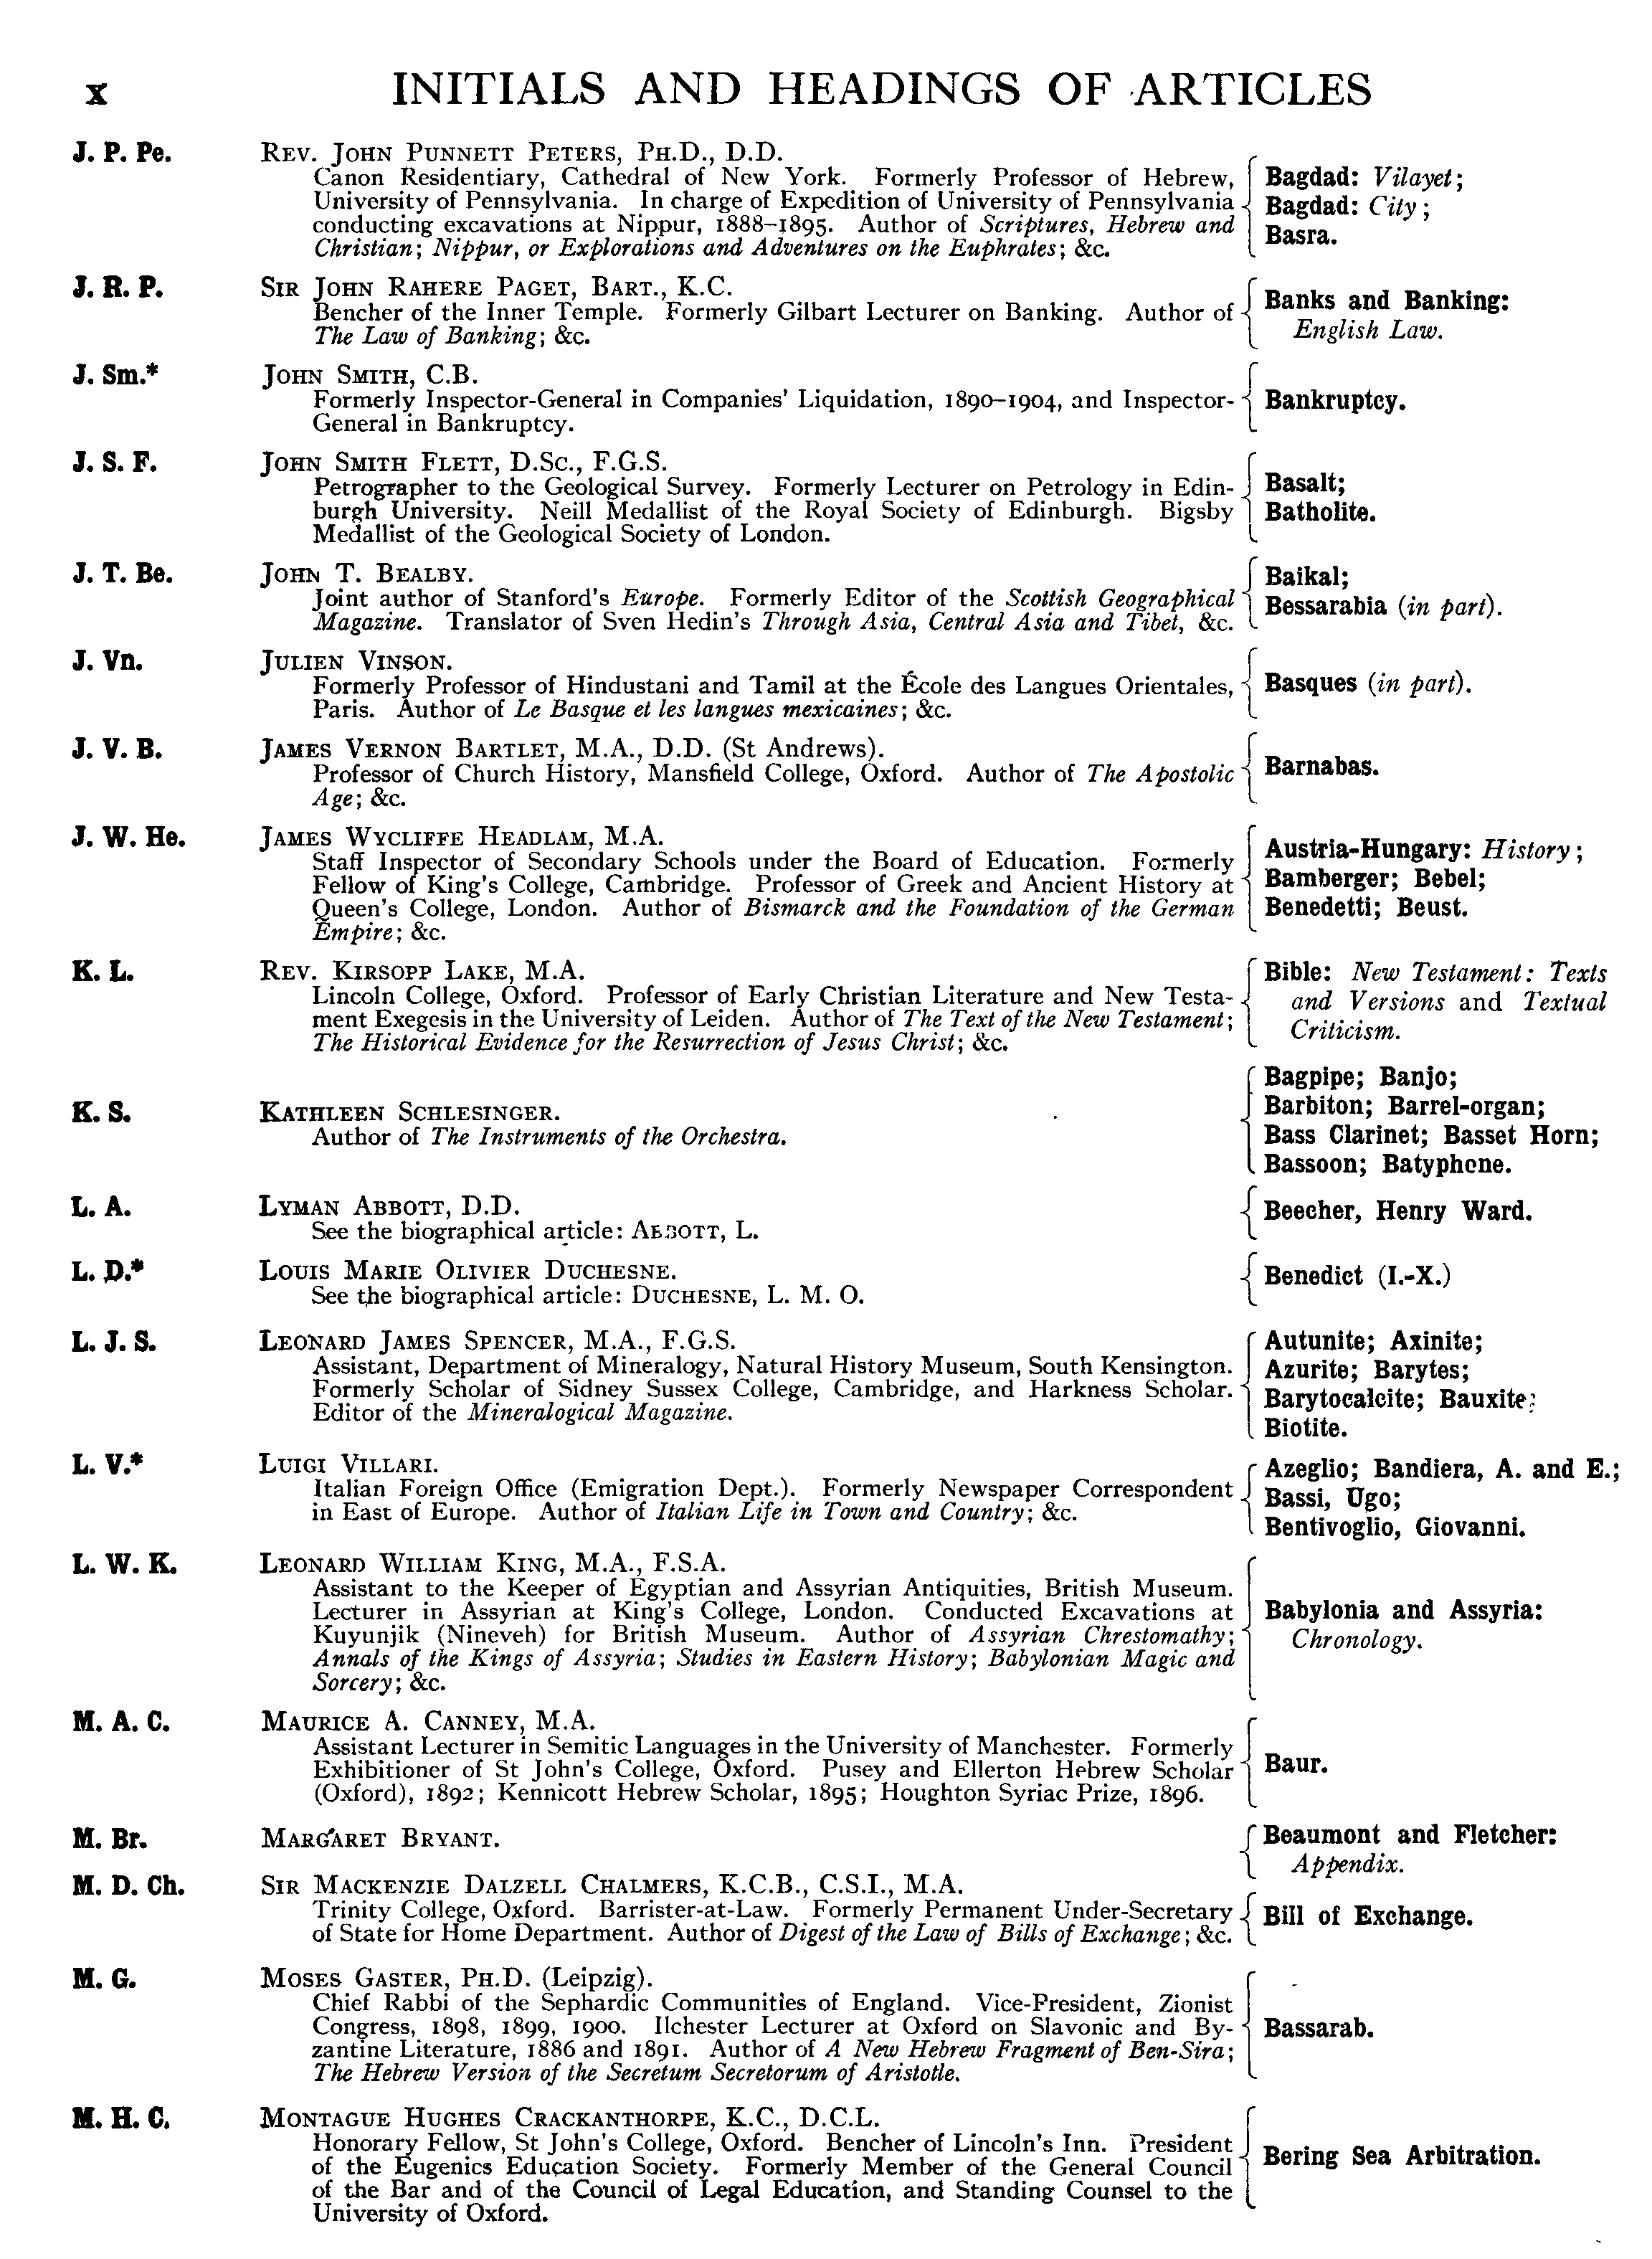 x INITIALS AND HEADINGS OF ARTICLES
J. P. Pe. REV. JOHN PUNNETT PETERS, PH.D., D.D.
Canon Residentiary, Cathedral of New York. Formerly Professor of Hebrew,
University of Pennsylvania. In charge of Expedition of University of Pennsylvania
conducting excavations at Nippur, 1888–1895. Author of Scriptures, Hebrew and
Christian; Nippur, or Explorations and Adventures on the Euphrates; &c.
Bagdad: Vilayet;
Bagdad: City;
Basra.
J. R. P. SIR JOHN RAHERE PAGET, BART., K.C.
Bencher of the Inner Temple. Formerly Gilbart Lecturer on Banking. Author of
The Law of Banking; &c.
Banks and Banking:
English Law.
J. Sm.* JOHN SMITH, C.B.
Formerly Inspector-General in Companies' Liquidation, 1890–1904, and Inspector-
General in Bankruptcy.
Bankruptcy.
J. S. F. JOHN SMITH FLETT, D.SC., F.G.S.
Petrographer to the Geological Survey. Formerly Lecturer on Petrology in Edin-
burgh University. Neill Medallist of the Royal Society of Edinburgh. Bigsby
Medallist of the Geological Society of London.
Basalt;
Batholite.
J. T. Be. JOHN T. BEALBY.
Joint author of Stanford's Europe. Formerly Editor of the Scottish Geographical
Magazine. Translator of Sven Hedin's Through Asia, Central Asia and Tibet, &c.
Baikal;
Bessarabia (in part).
J. Vn. JULIEN VINSON.
Formerly Professor of Hindustani and Tamil at the École des Langues Orientales,
Paris. Author of Le Basque et les langues mexicaines; &c.
Basques (in part).
J. V. B. JAMES VERNON BARTLET, M.A., D.D. (St Andrews).
Professor of Church History, Mansfield College, Oxford. Author of The Apostolic
Age; &c.
Barnabas.
J. W. He. JAMES WYCLIFFE HEADLAM, M.A.
Staff Inspector of Secondary Schools under the Board of Education. Formerly
Fellow of King's College, Cambridge. Professor of Greek and Ancient History at
Queen's College, London. Author of Bismarck and the Foundation of the German
Empire; &c.
Austria-Hungary: History;
Bamberger; Bebel;
Benedetti; Beust.
K. L. REV. KIRSOPP LAKE, M.A.
Lincoln College, Oxford. Professor of Early Christian Literature and New Testa-
ment Exegesis in the University of Leiden. Author of The Text of the New Testament;
The Historical Evidence for the Resurrection of Jesus Christ; &c.
Bible: New Testament: Texts
and Versions and Textual
Criticism.
K. S. KATHLEEN SCHLESINGER.
Author of The Instruments of the Orchestra.
Bagpipe; Banjo;
Barbiton; Barrel-organ;
Bass Clarinet; Basset Horn;
Bassoon; Batyphone.
L. A. LYMAN ABBOTT, D.D.
See the biographical article: ABBOTT, L.
Beecher, Henry Ward.
L. D.* LOUIS MARIE OLIVIER DUCHESNE.
See the biographical article: DUCHESNE, L. M. O.
Benedict (I.-X.)
L. J. S. LEONARD JAMES SPENCER, M.A., F.G.S.
Assistant, Department of Mineralogy, Natural History Museum, South Kensington.
Formerly Scholar of Sidney Sussex College, Cambridge, and Harkness Scholar.
Editor of the Mineralogical Magazine.
Autunite; Axinite;
Azurite; Barytes;
Barytocalcite; Bauxite;
Biotite.
L. V.* LUIGI VILLARI.
Italian Foreign Office (Emigration Dept.). Formerly Newspaper Correspondent
in East of Europe. Author of Italian Life in Town and Country; &c.
Azeglio; Bandiera, A. and E.;
Bassi, Ugo;
Bentivoglio, Giovanni.
L. W. K. LEONARD WILLIAM KING, M.A., F.S.A.
Assistant to the Keeper of Egyptian and Assyrian Antiquities, British Museum.
Lecturer in Assyrian at King's College, London. Conducted Excavations at
Kuyunjik (Nineveh) for British Museum. Author of Assyrian Chrestomathy;
Annals of the Kings of Assyria; Studies in Eastern History; Babylonian Magic and
Sorcery; &c.
Babylonia and Assyria:
Chronology.
M. A. C. MAURICE A. CANNEY, M.A.
Assistant Lecturer in Semitic Languages in the University of Manchester. Formerly
Exhibitioner of St John's College, Oxford. Pusey and Ellerton Hebrew Scholar
(Oxford), 1892; Kennicott Hebrew Scholar, 1895; Houghton Syriac Prize, 1896.
Baur.
M. Br. MARGARET BRYANT.
Beaumont and Fletcher:
Appendix.
M. D. Ch. SIR MACKENZIE DALZELL CHALMERS, K.C.B., C.S.I., M.A.
Trinity College, Oxford. Barrister-at-Law. Formerly Permanent Under-Secretary
of State for Home Department. Author of Digest of the Law of Bills of Exchange; &c.
Bill of Exchange.
M. G. MOSES GASTER, PH.D. (Leipzig).
Chief Rabbi of the Sephardic Communities of England. Vice-President, Zionist
Congress, 1898, 1899, 1900. Ilchester Lecturer at Oxford on Slavonic and By-
zantine Literature, 1886 and 1891. Author of A New Hebrew Fragment of Ben-Sira;
The Hebrew Version of the Secretum Secretorum of Aristotle.
Bassarab.
M. H. C. MONTAGUE HUGHES CRACKANTHORPE, K.C., D.C.L.
Honorary Fellow, St John's College, Oxford. Bencher of Lincoln's Inn. President
of the Eugenics Education Society. Formerly Member of the General Council
of the Bar and of the Council of Legal Education, and Standing Counsel to the
University of Oxford.
Bering Sea Arbitration.